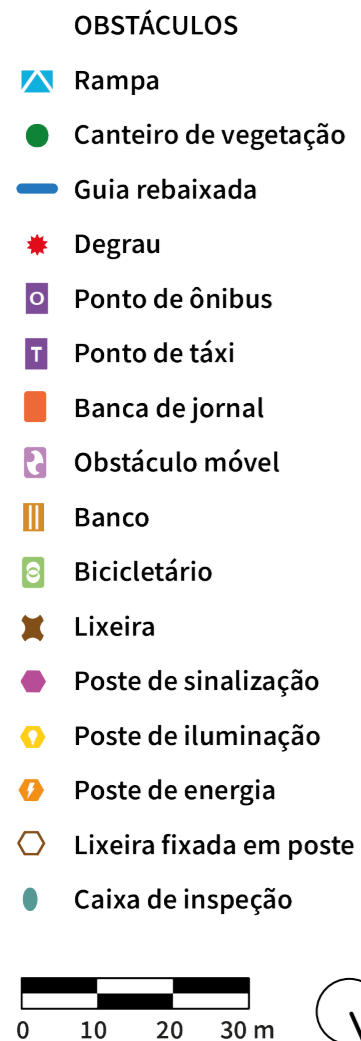 OBSTÁCULOS
Rampa
Canteiro de vegetação
Guia rebaixada
Degrau
O Ponto de ônibus
T Ponto de táxi
Banca de jornal
Obstáculo móvel
Banco
Bicicletário
Lixeira
Poste de sinalização
Poste de iluminação
Poste de energia
Lixeira fixada em poste
Caixa de inspeção
0 10 20 30 m